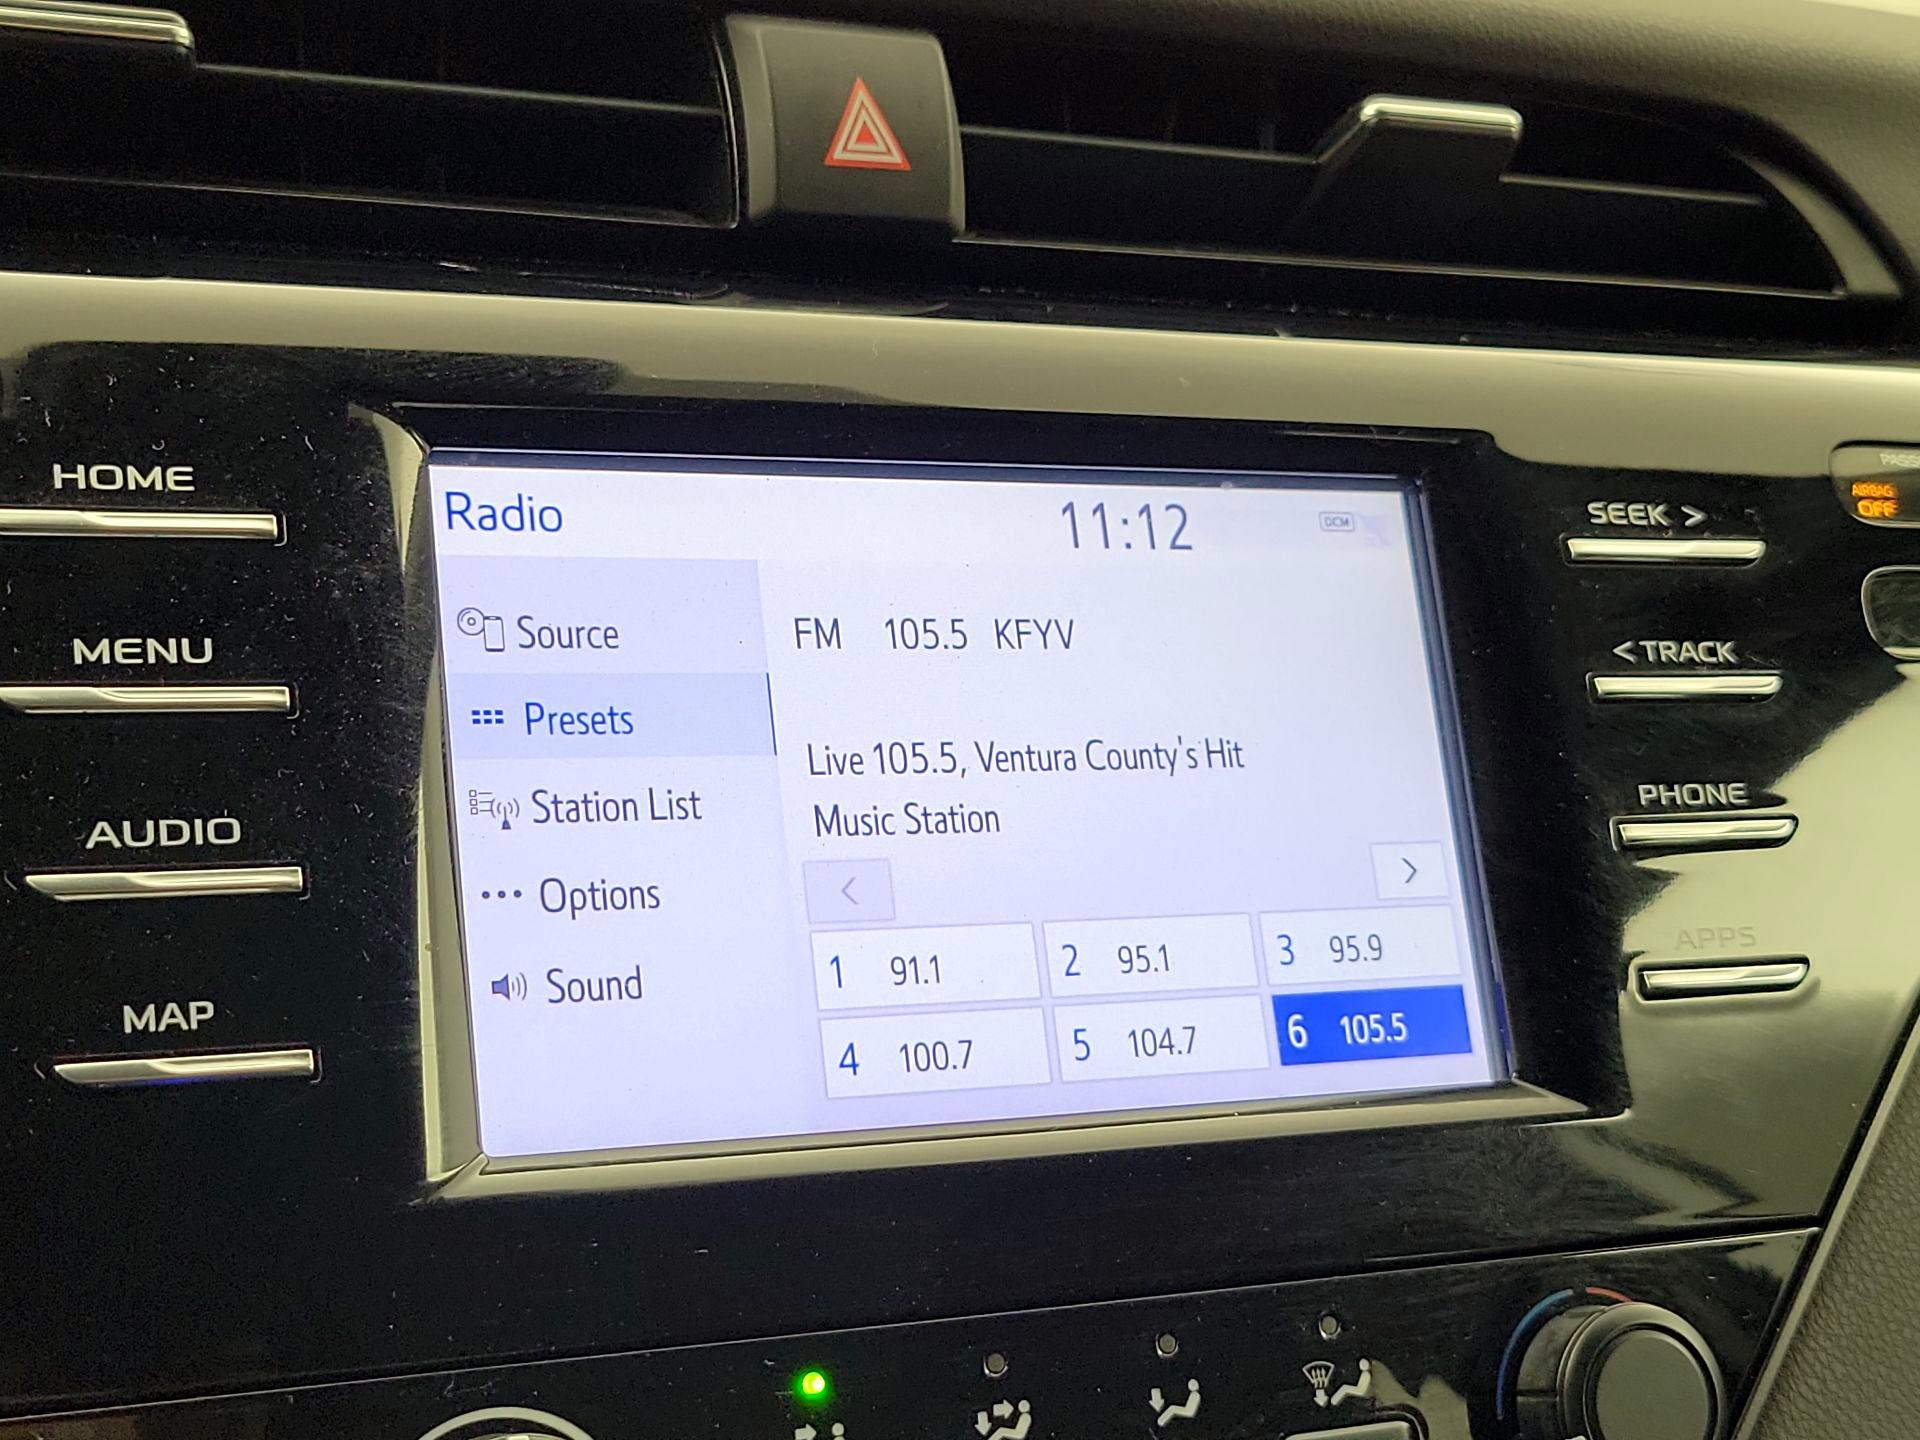 HOME
MENU
AUDIO
MAP
Radio
11:12
DCM
Source
Presets
Station List
Options
Sound
FM 105.5 KFYV
Live 105.5, Ventura County's Hit
Music Station
< >
1 91.1 2 95.1 3 95.9
4 100.7 5 104.7 6 105.5
SEEK >
< TRACK
PHONE
APPS
PASS
AIRBAG
OFF